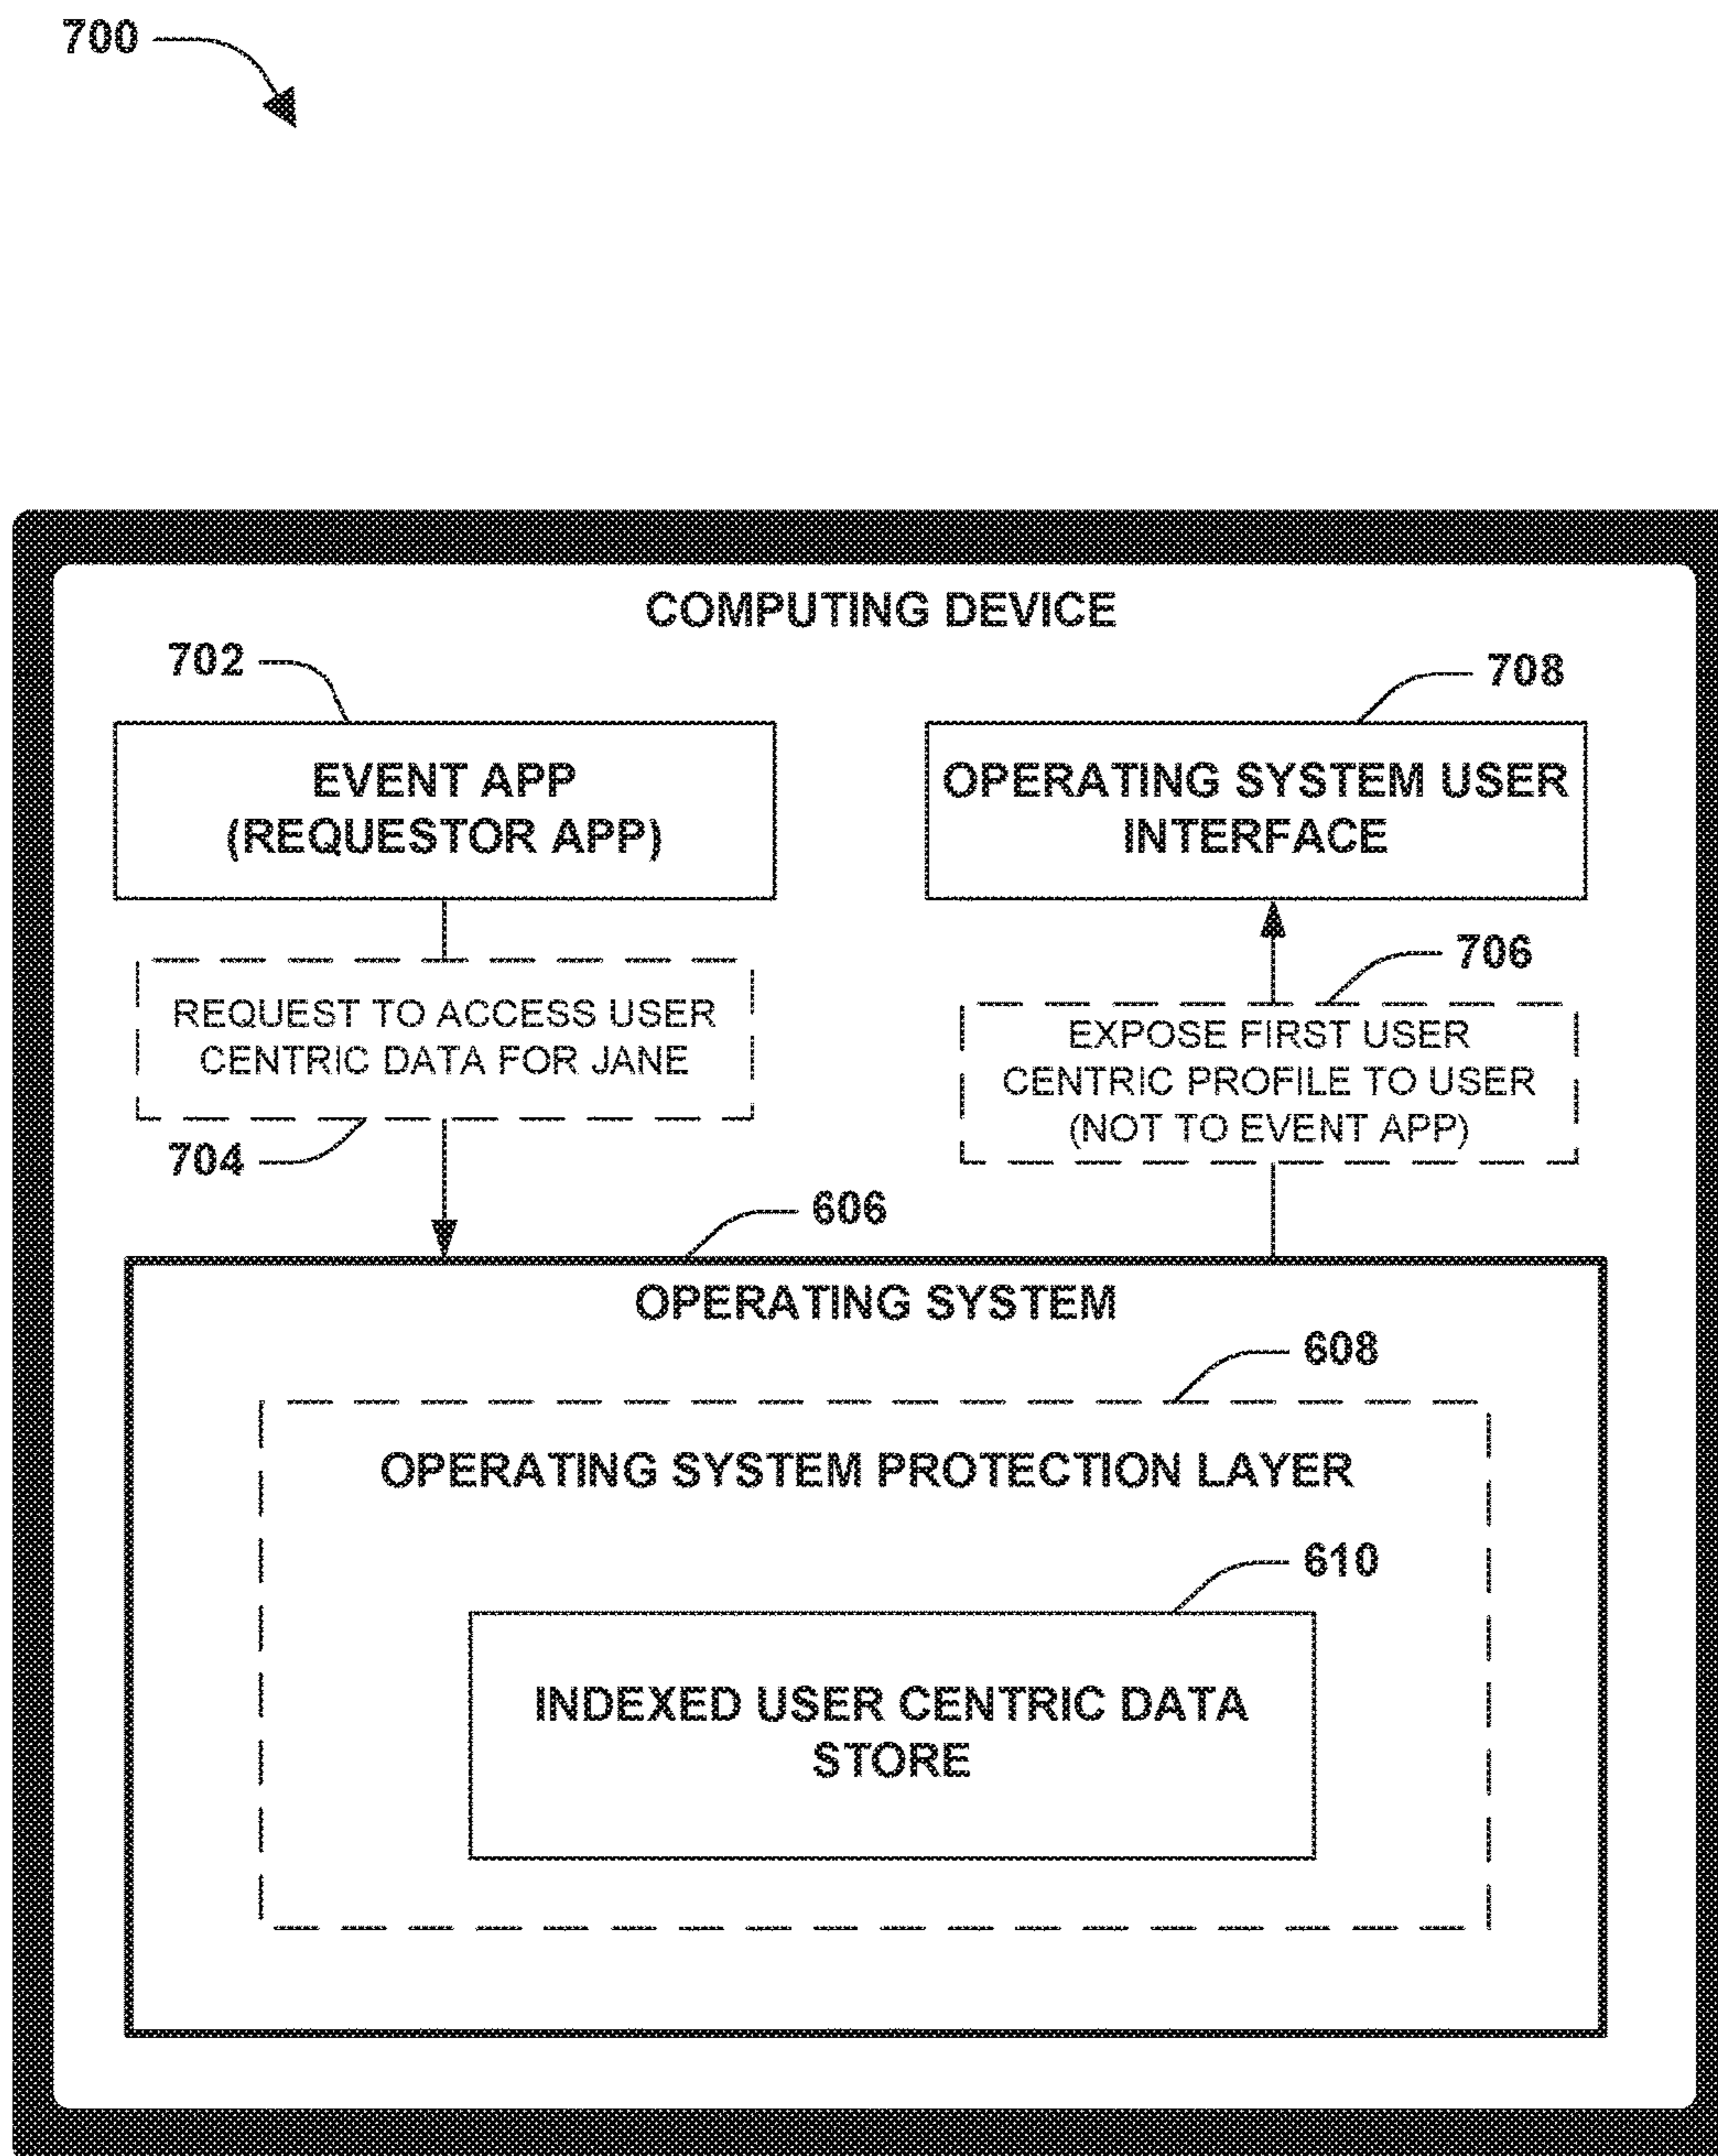 700
COMPUTING DEVICE
702
708
EVENT APP
(REQUESTOR APP)
OPERATING SYSTEM USER
INTERFACE
706
REQUEST TO ACCESS USER
CENTRIC DATA FOR JANE
704
EXPOSE FIRST USER
CENTRIC PROFILE TO USER
(NOT TO EVENT APP)
606
OPERATING SYSTEM
608
OPERATING SYSTEM PROTECTION LAYER
610
INDEXED USER CENTRIC DATA
STORE